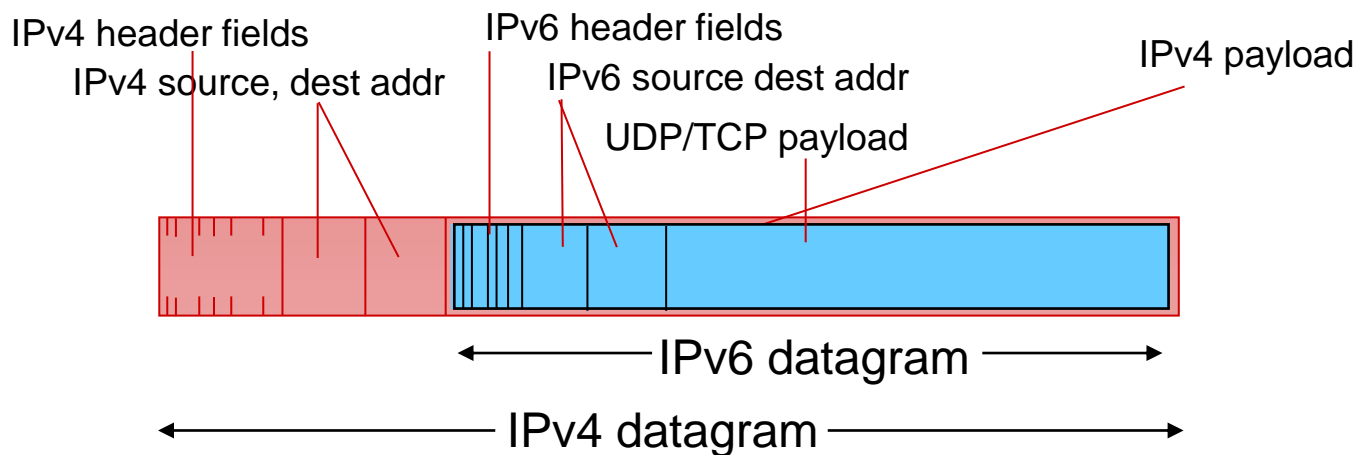 IPv4 header fields
IPv6 header fields
IPv4 payload
IPv4 source, dest addr
IPv6 source dest addr
UDP/TCP payload
IPv6 datagram
IPv4 datagram